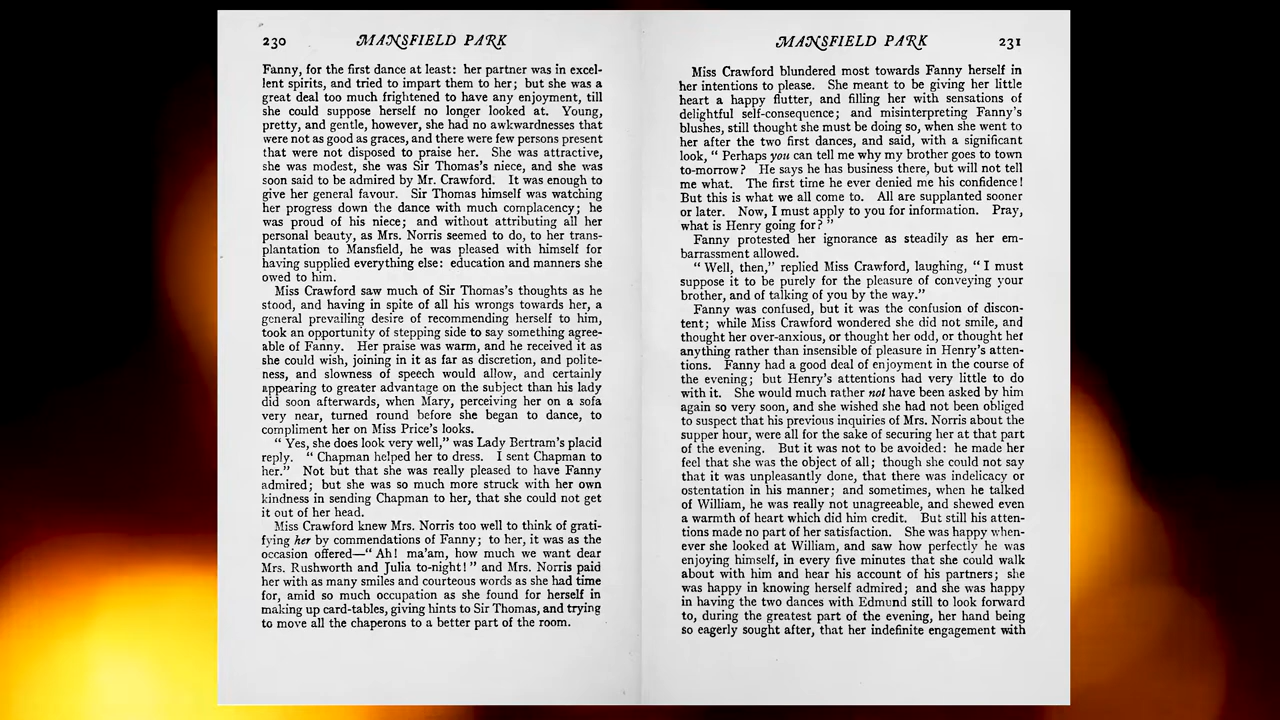 230
MANSFIELD PARK
Fanny, for the first dance at least: her partner was in excel-
lent spirits, and tried to impart them to her; but she was a
great deal too much frightened to have any enjoyment, till
she could suppose herself no longer looked at. Young,
pretty, and gentle, however, she had no awkwardnesses that
were not as good as graces, and there were few persons present
that were not disposed to praise her. She was attractive,
she was modest, she was Sir Thomas's niece, and she was
soon said to be admired by Mr. Crawford. It was enough to
give her general favour. Sir Thomas himself was watching
her progress down the dance with much complacency; he
was proud of his niece; and without attributing all her
personal beauty, as Mrs. Norris seemed to do, to her trans-
plantation to Mansfield, he was pleased with himself for
having supplied everything else: education and manners she
owed to him.
Miss Crawford saw much of Sir Thomas's thoughts as he
stood, and having in spite of all his wrongs towards her, a
general prevailing desire of recommending herself to him,
took an opportunity of stepping side to say something agree-
able of Fanny. Her praise was warm, and he received it as
she could wish, joining in it as far as discretion, and polite-
ness, and slowness of speech would allow, and certainly
appearing to greater advantage on the subject than his lady
did soon afterwards, when Mary, perceiving her on a sofa
very near, turned round before she began to dance, to
compliment her on Miss Price's looks.
" Yes, she does look very well," was Lady Bertram's placid
reply. " Chapman helped her to dress. I sent Chapman to
her." Not but that she was really pleased to have Fanny
admired; but she was so much more struck with her own
kindness in sending Chapman to her, that she could not get
it out of her head.
Miss Crawford knew Mrs. Norris too well to think of grati-
fying her by commendations of Fanny; to her, it was as the
occasion offered—" Ah! ma'am, how much we want dear
Mrs. Rushworth and Julia to-night!" and Mrs. Norris paid
her with as many smiles and courteous words as she had time
for, amid so much occupation as she found for herself in
making up card-tables, giving hints to Sir Thomas, and trying
to move all the chaperons to a better part of the room.
MANSFIELD PARK
231
Miss Crawford blundered most towards Fanny herself in
her intentions to please. She meant to be giving her little
heart a happy flutter, and filling her with sensations of
delightful self-consequence; and misinterpreting Fanny's
blushes, still thought she must be doing so, when she went to
her after the two first dances, and said, with a significant
look, " Perhaps you can tell me why my brother goes to town
to-morrow? He says he has business there, but will not tell
me what. The first time he ever denied me his confidence!
But this is what we all come to. All are supplanted sooner
or later. Now, I must apply to you for information. Pray,
what is Henry going for? "
Fanny protested her ignorance as steadily as her em-
barrassment allowed.
" Well, then," replied Miss Crawford, laughing, " I must
suppose it to be purely for the pleasure of conveying your
brother, and of talking of you by the way."
Fanny was confused, but it was the confusion of discon-
tent; while Miss Crawford wondered she did not smile, and
thought her over-anxious, or thought her odd, or thought her
anything rather than insensible of pleasure in Henry's atten-
tions. Fanny had a good deal of enjoyment in the course of
the evening; but Henry's attentions had very little to do
with it. She would much rather not have been asked by him
again so very soon, and she wished she had not been obliged
to suspect that his previous inquiries of Mrs. Norris about the
supper hour, were all for the sake of securing her at that part
of the evening. But it was not to be avoided: he made her
feel that she was the object of all; though she could not say
that it was unpleasantly done, that there was indelicacy or
ostentation in his manner; and sometimes, when he talked
of William, he was really not unagreeable, and shewed even
a warmth of heart which did him credit. But still his atten-
tions made no part of her satisfaction. She was happy when-
ever she looked at William, and saw how perfectly he was
enjoying himself, in every five minutes that she could walk
about with him and hear his account of his partners; she
was happy in knowing herself admired; and she was happy
in having the two dances with Edmund still to look forward
to, during the greatest part of the evening, her hand being
so eagerly sought after, that her indefinite engagement with